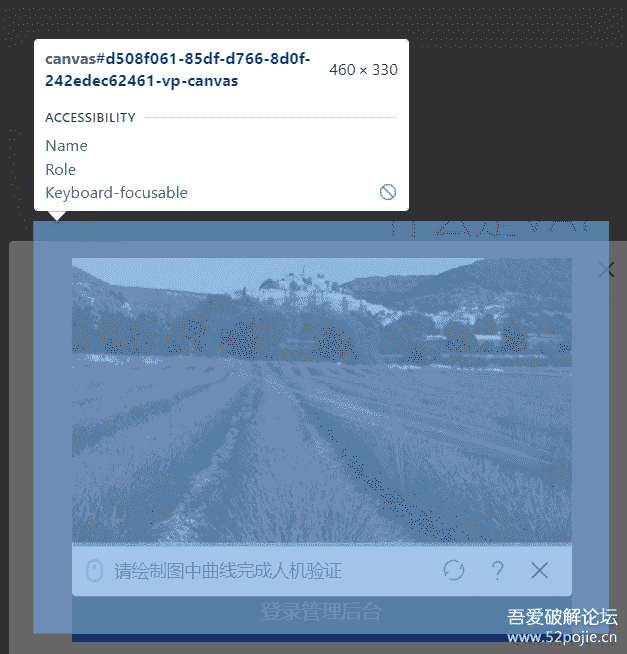 canvas#d508f061-85df-d766-8d0f-
242edec62461-vp-canvas
460 × 330
ACCESSIBILITY
Name
Role
Keyboard-focusable
请绘制图中曲线完成人机验证
?
登录管理后台
吾爱破解论坛
www.52pojie.cn